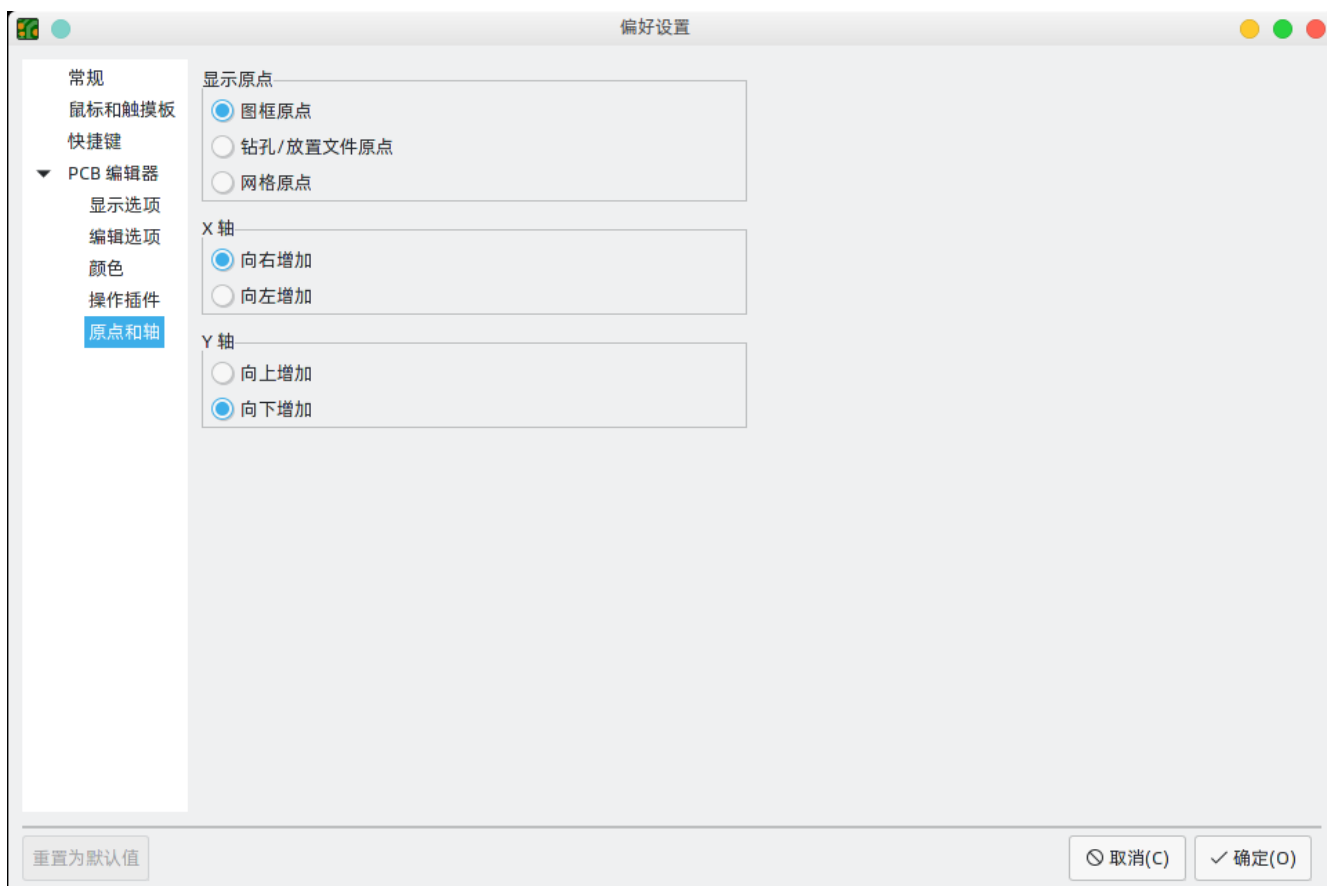 偏好设置
常规
鼠标和触摸板
快捷键
PCB 编辑器
显示选项
编辑选项
颜色
操作插件
原点和轴
显示原点
图框原点
钻孔/放置文件原点
网格原点
X 轴
向右增加
向左增加
Y 轴
向上增加
向下增加
重置为默认值
取消(C)
确定(O)